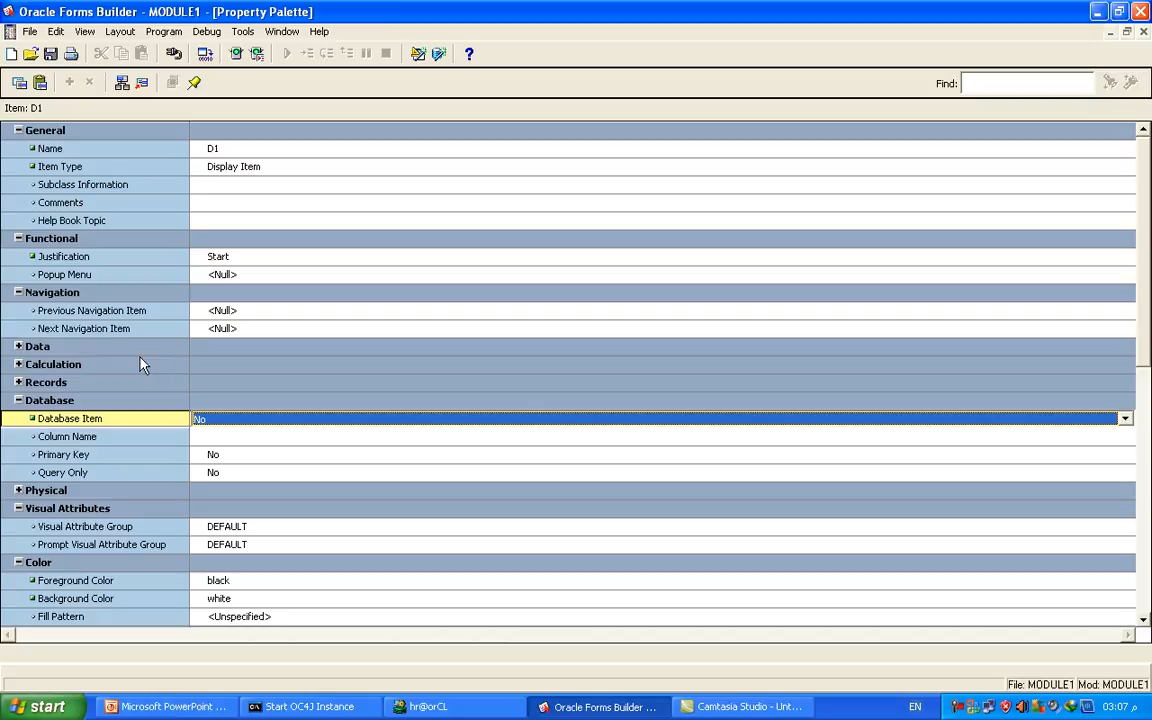 Oracle Forms Builder - MODULE1 - [Property Palette]
File Edit View Layout Program Debug Tools Window Help
Find:
Item: D1
General
Name D1
Item Type Display Item
Subclass Information
Comments
Help Book Topic
Functional
Justification Start
Popup Menu <Null>
Navigation
Previous Navigation Item <Null>
Next Navigation Item <Null>
Data
Calculation
Records
Database
Database Item No
Column Name
Primary Key No
Query Only No
Physical
Visual Attributes
Visual Attribute Group DEFAULT
Prompt Visual Attribute Group DEFAULT
Color
Foreground Color black
Background Color white
Fill Pattern <Unspecified>
File: MODULE1 Mod: MODULE1
start Microsoft PowerPoint ... Start OC4J Instance hr@orCL Oracle Forms Builder ... Camtasia Studio - Unt... EN 03:07 م